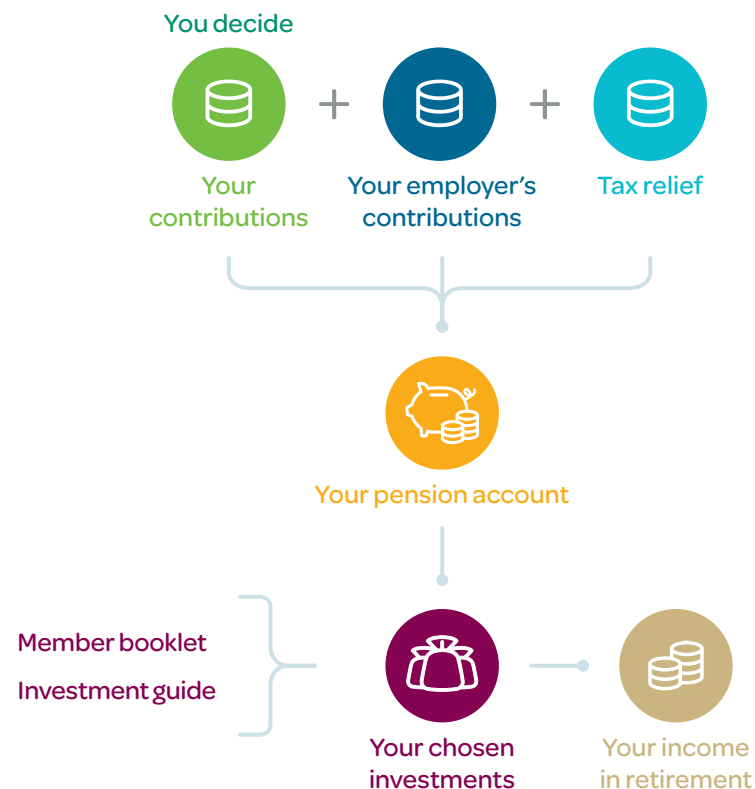 You decide
+
+
Your
contributions
Your employer’s
contributions
Tax relief
Your pension account
Member booklet
Investment guide
Your chosen
investments
Your income
in retirement